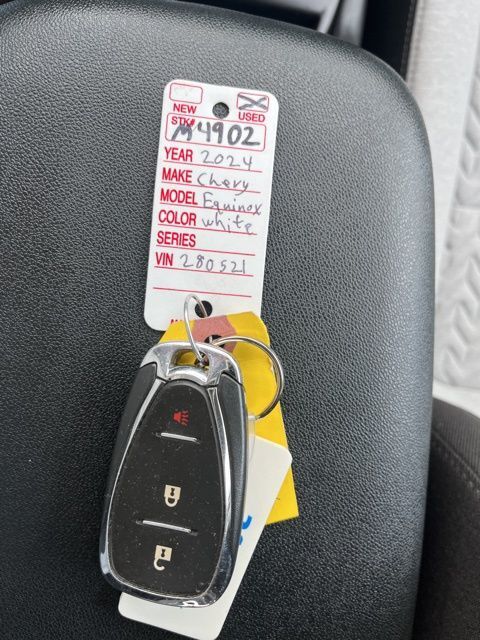 NEW USED
STK# M4902
YEAR 2024
MAKE Chevy
MODEL Equinox
COLOR white
SERIES
VIN 280521